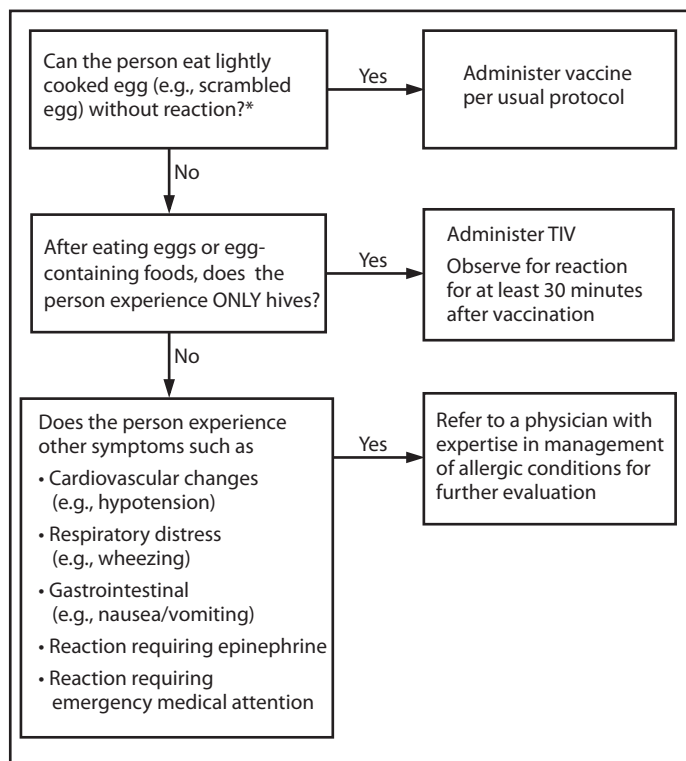 Can the person eat lightly
cooked egg (e.g., scrambled
egg) without reaction?*
Yes
Administer vaccine
per usual protocol
No
After eating eggs or egg-
containing foods, does the
person experience ONLY hives?
Yes
Administer TIV
Observe for reaction
for at least 30 minutes
after vaccination
No
Does the person experience
other symptoms such as
• Cardiovascular changes
(e.g., hypotension)
• Respiratory distress
(e.g., wheezing)
• Gastrointestinal
(e.g., nausea/vomiting)
• Reaction requiring epinephrine
• Reaction requiring
emergency medical attention
Yes
Refer to a physician with
expertise in management
of allergic conditions for
further evaluation